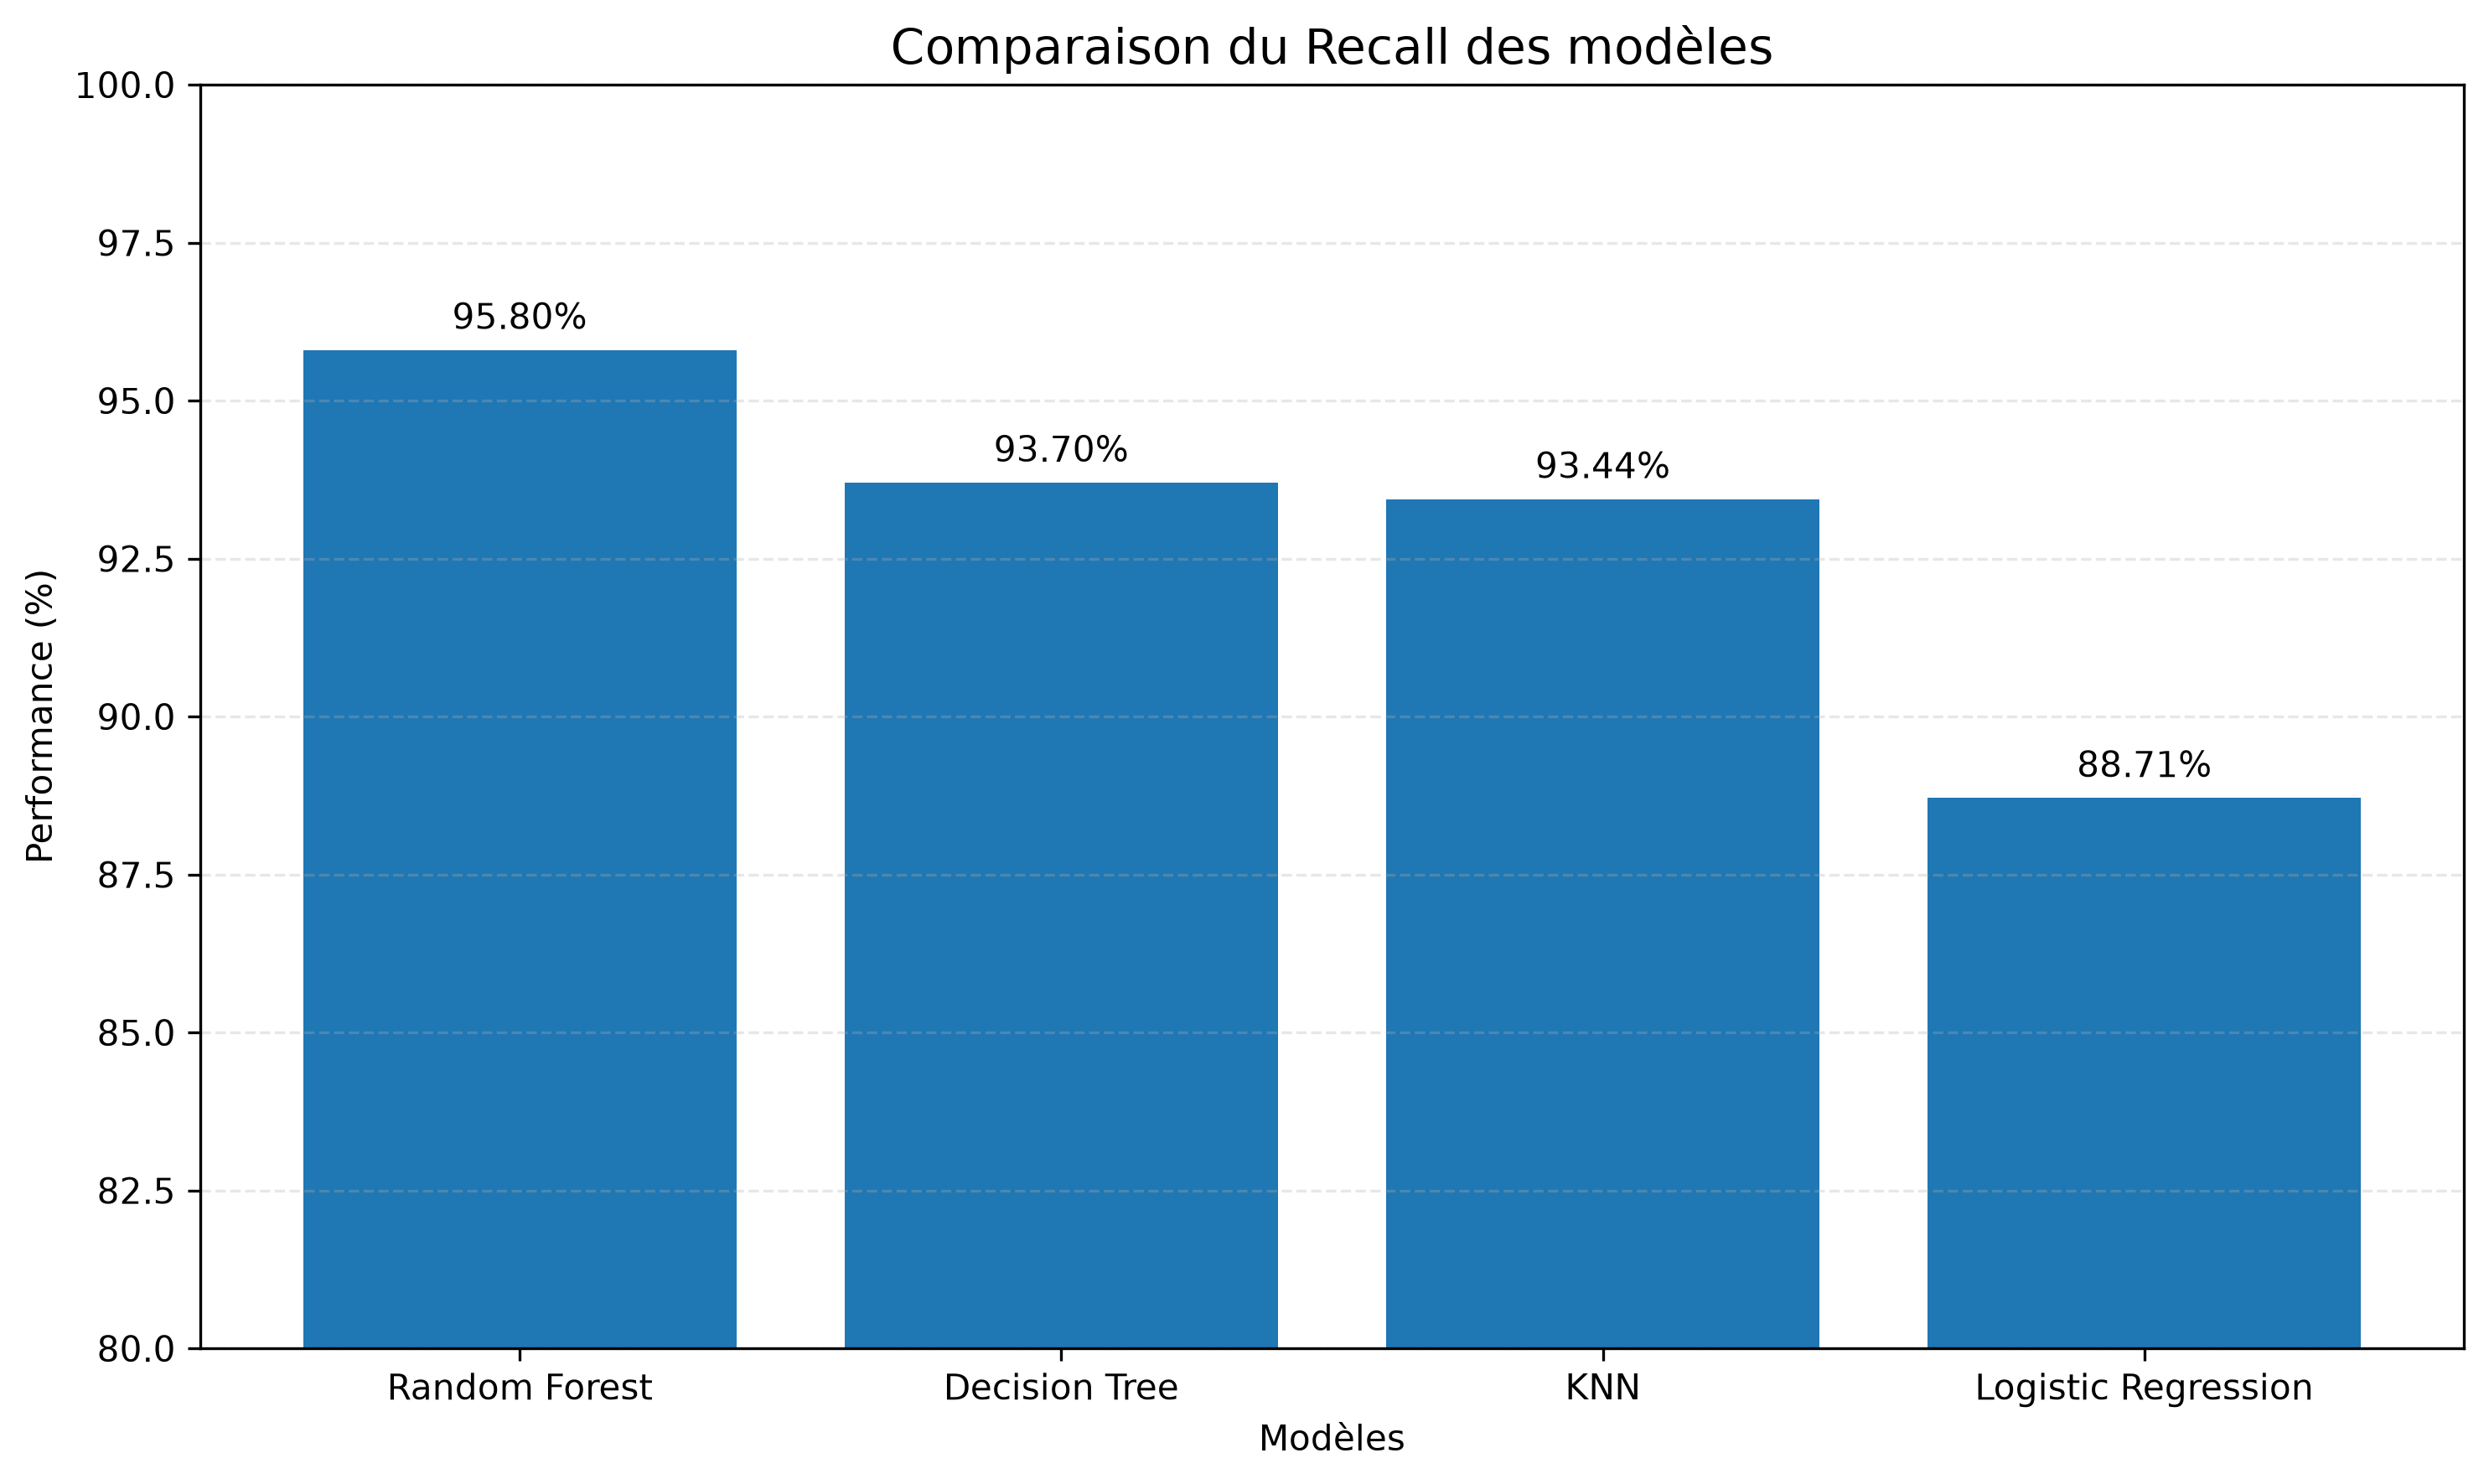 Comparaison du Recall des modèles
100.0
97.5
95.0
92.5
90.0
87.5
85.0
82.5
80.0
Performance (%)
95.80%
93.70%
93.44%
88.71%
Random Forest
Decision Tree
KNN
Logistic Regression
Modèles